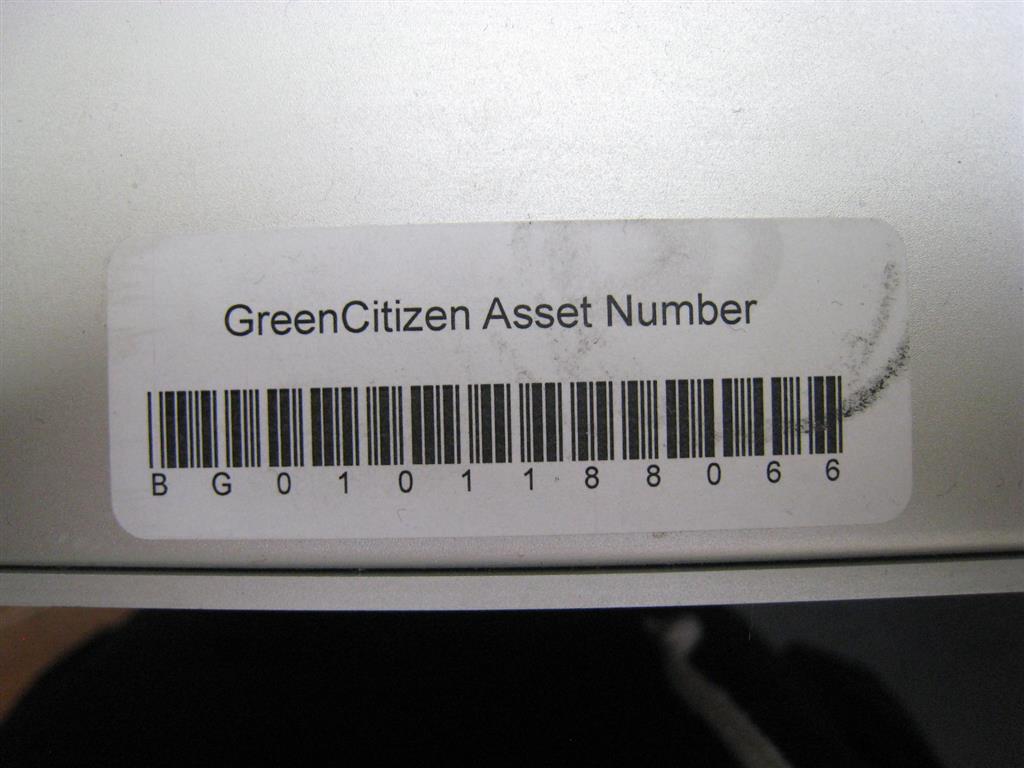 GreenCitizen Asset Number
B G 0 1 0 1 1 8 8 0 6 6